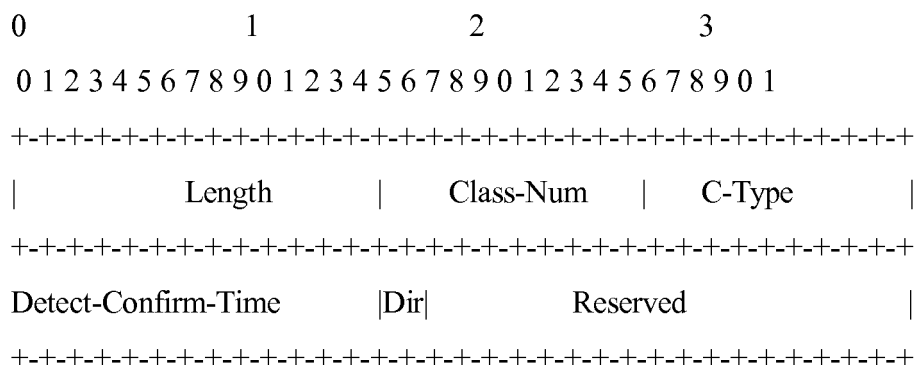 0 1 2 3
0 1 2 3 4 5 6 7 8 9 0 1 2 3 4 5 6 7 8 9 0 1 2 3 4 5 6 7 8 9 0 1
+-+-+-+-+-+-+-+-+-+-+-+-+-+-+-+-+-+-+-+-+-+-+-+-+-+-+-+-+-+-+-+-+
| Length | Class-Num | C-Type |
+-+-+-+-+-+-+-+-+-+-+-+-+-+-+-+-+-+-+-+-+-+-+-+-+-+-+-+-+-+-+-+-+
Detect-Confirm-Time |Dir| Reserved |
+-+-+-+-+-+-+-+-+-+-+-+-+-+-+-+-+-+-+-+-+-+-+-+-+-+-+-+-+-+-+-+-+